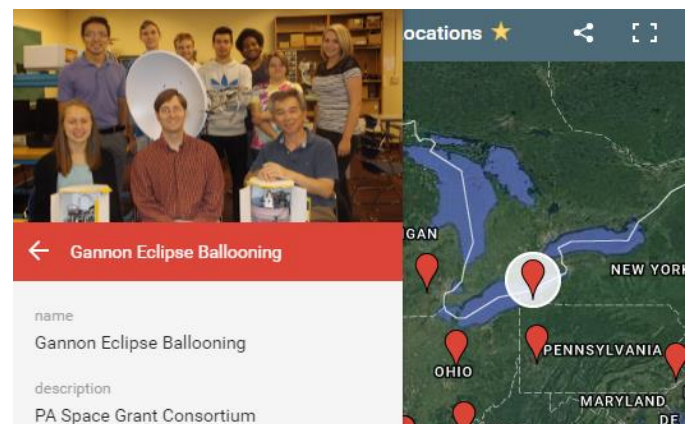 ocations
Gannon Eclipse Ballooning
name
Gannon Eclipse Ballooning
description
PA Space Grant Consortium
GAN
NEW YORK
PENNSYLVANIA
OHIO
MARYLAND
DE